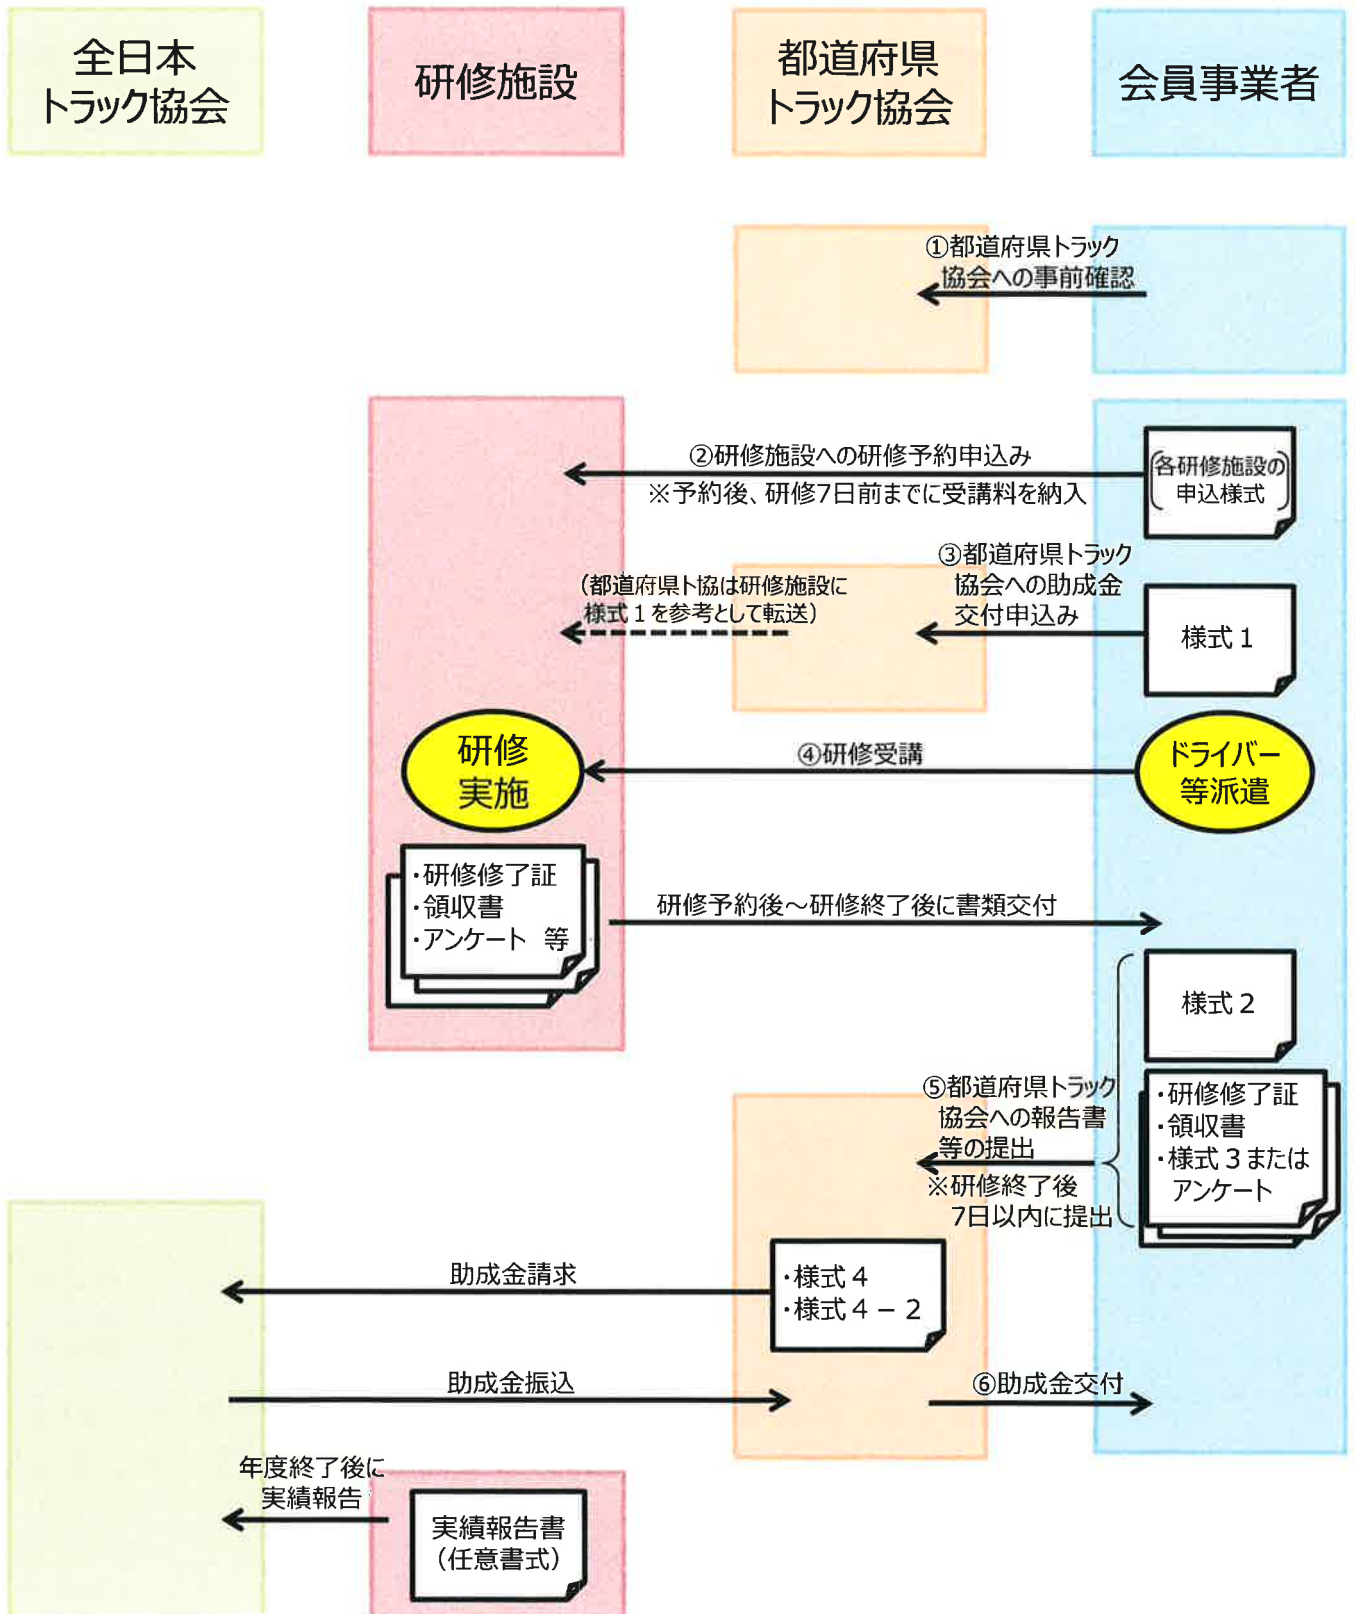 全日本
トラック協会
研修施設
都道府県
トラック協会
会員事業者
①都道府県トラック
協会への事前確認
②研修施設への研修予約申込み
※予約後、研修7日前までに受講料を納入
各研修施設の
申込様式
③都道府県トラック
協会への助成金
交付申込み
(都道府県ト協は研修施設に
様式1を参考として転送)
様式1
研修
実施
④研修受講
ドライバー
等派遣
・研修修了証
・領収書
・アンケート 等
研修予約後～研修終了後に書類交付
様式2
⑤都道府県トラック
協会への報告書
等の提出
※研修終了後
7日以内に提出
・研修修了証
・領収書
・様式3または
アンケート
助成金請求
・様式4
・様式4－2
助成金振込
⑥助成金交付
年度終了後に
実績報告
実績報告書
（任意書式）